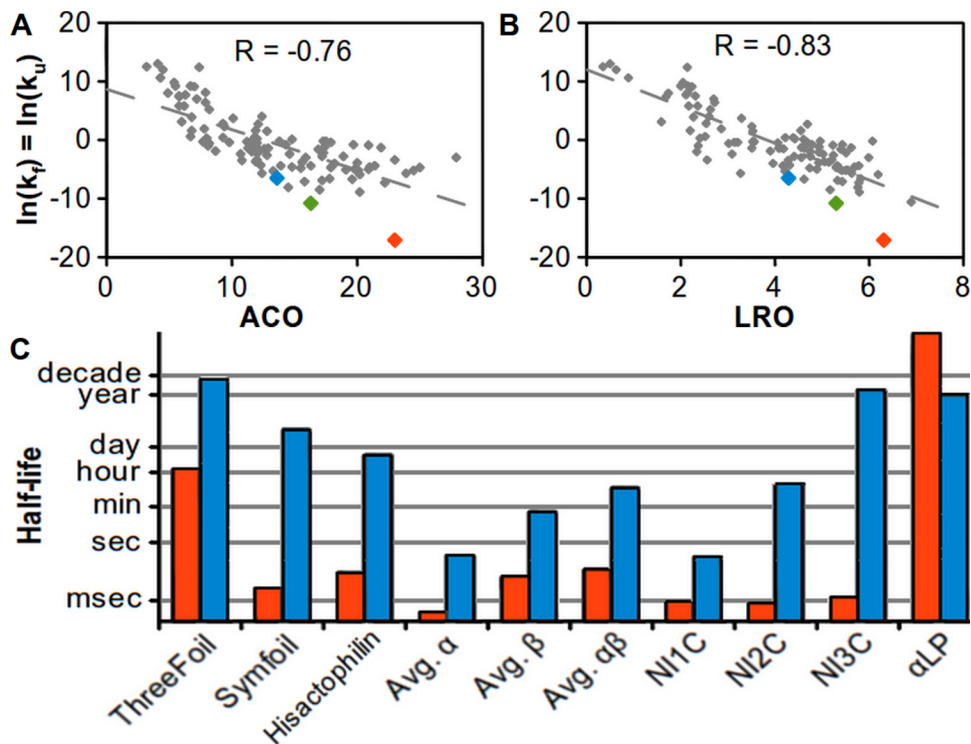 A
R = -0.76
20
10
0
-10
-20
ln(kf) = ln(ku)
0 10 20 30
ACO
B
R = -0.83
20
10
0
-10
-20
0 2 4 6 8
LRO
C
Half-life
decade
year
day
hour
min
sec
msec
ThreeFoil
Symfoil
Hisactophilin
Avg. α
Avg. β
Avg. αβ
NI1C
NI2C
NI3C
αLP